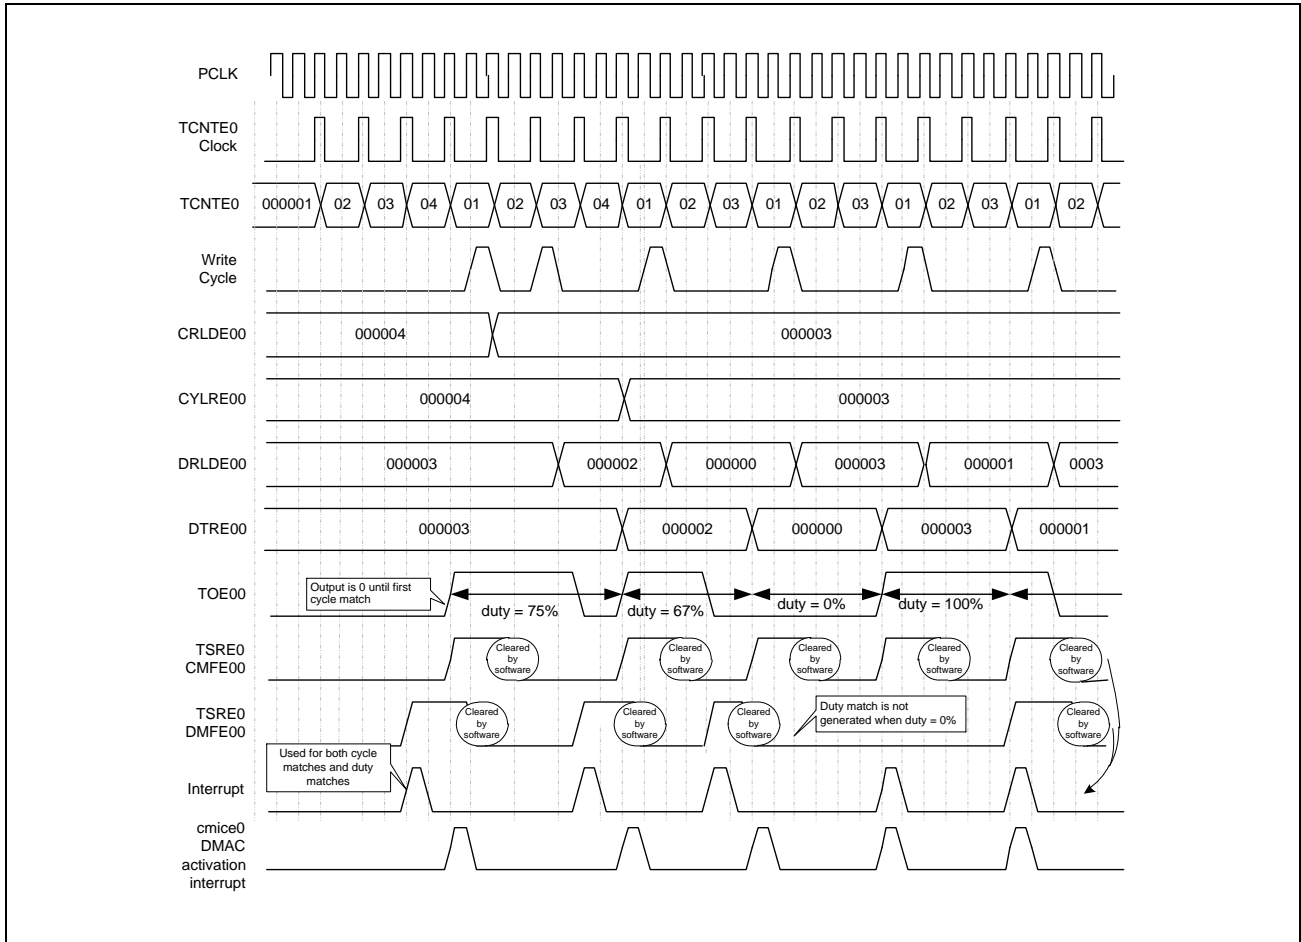 PCLK
TCNTE0
Clock
TCNTE0
000001 02 03 04 01 02 03 04 01 02 03 01 02 03 01 02 03 01 02
Write
Cycle
CRLDE00
000004 000003
CYLRE00
000004 000003
DRLDE00
000003 000002 000000 000003 000001 0003
DTRE00
000003 000002 000000 000003 000001
TOE00
Output is 0 until first
cycle match
duty = 75% duty = 67% duty = 0% duty = 100%
TSRE0
CMFE00
Cleared
by
software
Cleared
by
software
Cleared
by
software
Cleared
by
software
Cleared
by
software
TSRE0
DMFE00
Cleared
by
software
Cleared
by
software
Cleared
by
software
Duty match is not
generated when duty = 0%
Cleared
by
software
Used for both cycle
matches and duty
matches
Interrupt
cmice0
DMAC
activation
interrupt